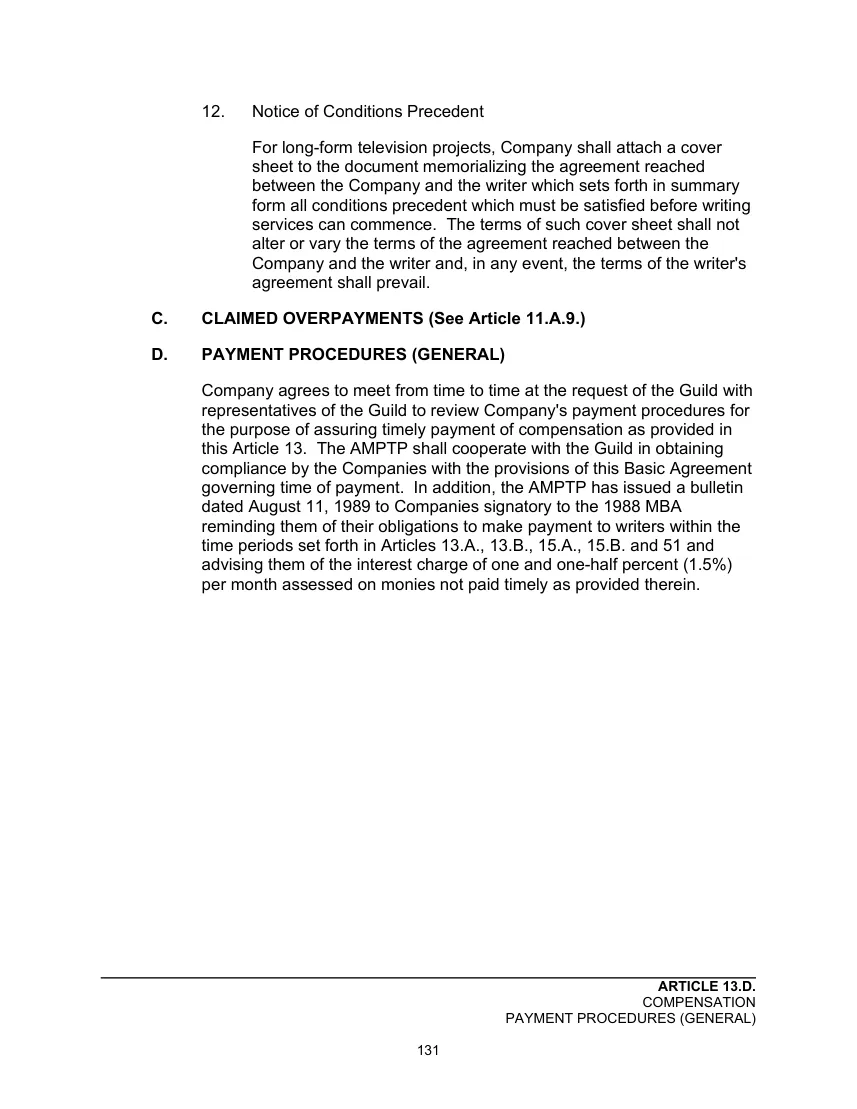 12. Notice of Conditions Precedent
For long-form television projects, Company shall attach a cover
sheet to the document memorializing the agreement reached
between the Company and the writer which sets forth in summary
form all conditions precedent which must be satisfied before writing
services can commence.  The terms of such cover sheet shall not
alter or vary the terms of the agreement reached between the
Company and the writer and, in any event, the terms of the writer's
agreement shall prevail.
C. CLAIMED OVERPAYMENTS (See Article 11.A.9.)
D. PAYMENT PROCEDURES (GENERAL)
Company agrees to meet from time to time at the request of the Guild with
representatives of the Guild to review Company's payment procedures for
the purpose of assuring timely payment of compensation as provided in
this Article 13.  The AMPTP shall cooperate with the Guild in obtaining
compliance by the Companies with the provisions of this Basic Agreement
governing time of payment.  In addition, the AMPTP has issued a bulletin
dated August 11, 1989 to Companies signatory to the 1988 MBA
reminding them of their obligations to make payment to writers within the
time periods set forth in Articles 13.A., 13.B., 15.A., 15.B. and 51 and
advising them of the interest charge of one and one-half percent (1.5%)
per month assessed on monies not paid timely as provided therein.
ARTICLE 13.D.
COMPENSATION
PAYMENT PROCEDURES (GENERAL)
131